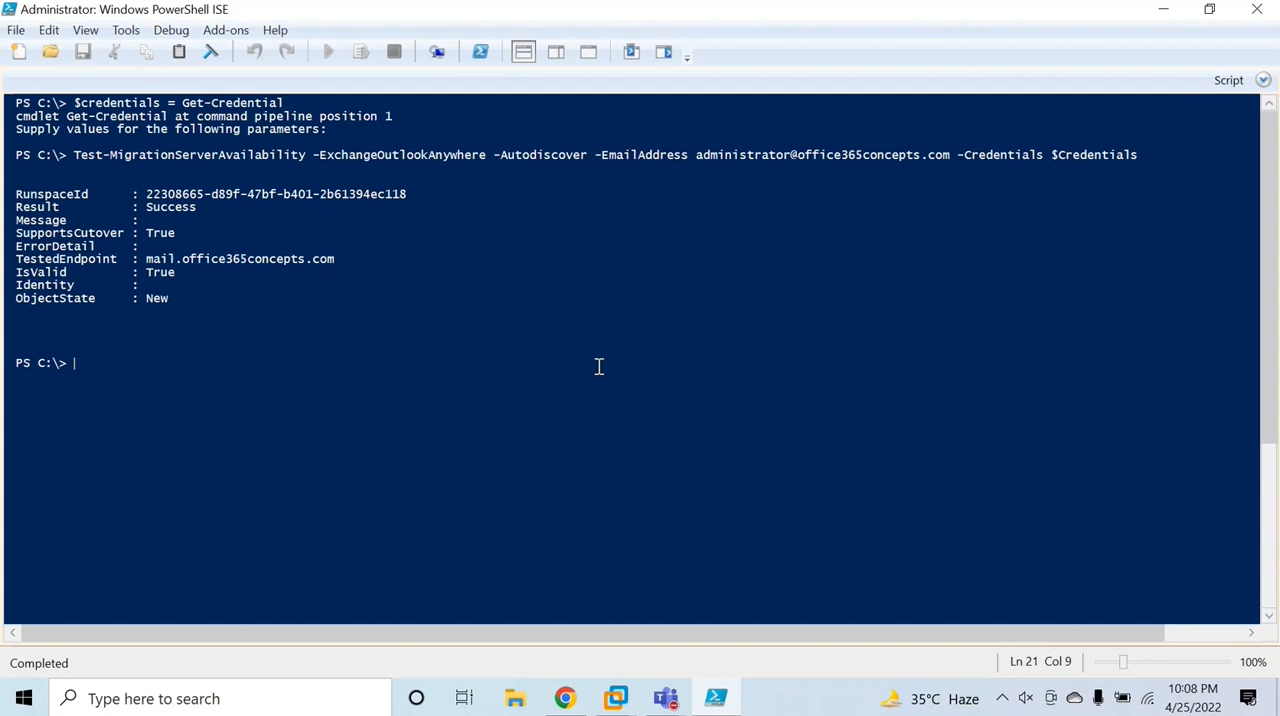 Administrator: Windows PowerShell ISE
File Edit View Tools Debug Add-ons Help
Script
PS C:\> $credentials = Get-Credential
cmdlet Get-Credential at command pipeline position 1
Supply values for the following parameters:
PS C:\> Test-MigrationServerAvailability -ExchangeOutlookAnywhere -Autodiscover -EmailAddress administrator@office365concepts.com -Credentials $Credentials
RunspaceId : 22308665-d89f-47bf-b401-2b61394ec118
Result : Success
Message :
SupportsCutover : True
ErrorDetail :
TestedEndpoint : mail.office365concepts.com
IsValid : True
Identity :
ObjectState : New
PS C:\>
Completed
Ln 21 Col 9
100%
Type here to search
35°C Haze
10:08 PM
4/25/2022